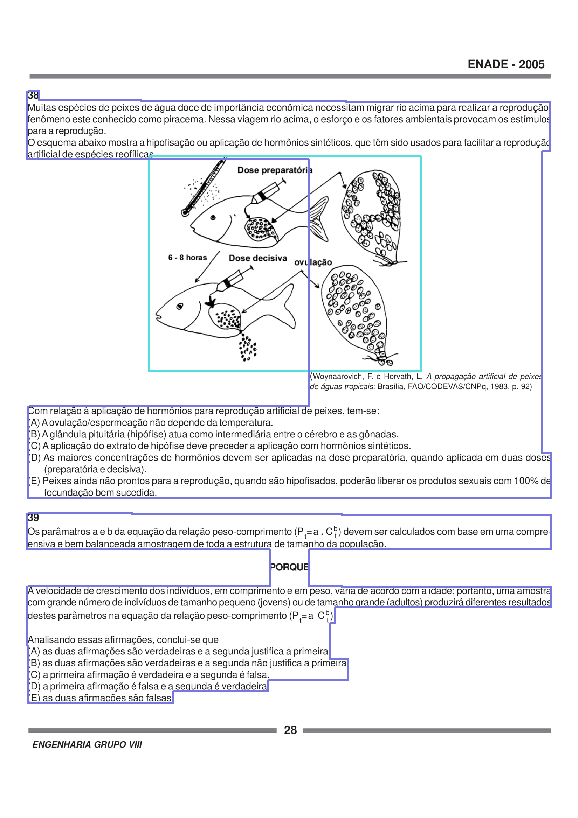 ENADE - 2005
38
Muitas espécies de peixes de água doce de importância econômica necessitam migrar rio acima para realizar a reprodução,
fenômeno este conhecido como piracema. Nessa viagem rio acima, o esforço e os fatores ambientais provocam os estímulos
para a reprodução.
O esquema abaixo mostra a hipofisação ou aplicação de hormônios sintéticos, que têm sido usados para facilitar a reprodução
artificial de espécies reofílicas.
Dose preparatória
6 - 8 horas
Dose decisiva
ovulação
(Woynaarovich, F. e Horvath, L. A propagação artificial de peixes
de águas tropicais: Brasília, FAO/CODEVAS/CNPq, 1983. p. 92)
Com relação à aplicação de hormônios para reprodução artificial de peixes, tem-se:
(A) A ovulação/espermeação não depende da temperatura.
(B) A glândula pituitária (hipófise) atua como intermediária entre o cérebro e as gônadas.
(C) A aplicação do extrato de hipófise deve preceder a aplicação com hormônios sintéticos.
(D) As maiores concentrações de hormônios devem ser aplicadas na dose preparatória, quando aplicada em duas doses
(preparatória e decisiva).
(E) Peixes ainda não prontos para a reprodução, quando são hipofisados, poderão liberar os produtos sexuais com 100% de
fecundação bem sucedida.
39
Os parâmatros a e b da equação da relação peso-comprimento (Pi=a . Ci^b) devem ser calculados com base em uma compre-
ensiva e bem balanceada amostragem de toda a estrutura de tamanho da população.
PORQUE
A velocidade de crescimento dos indivíduos, em comprimento e em peso, varia de acordo com a idade; portanto, uma amostra
com grande número de indivíduos de tamanho pequeno (jovens) ou de tamanho grande (adultos) produzirá diferentes resultados
destes parâmetros na equação da relação peso-comprimento (Pi=a Ci^b)
Analisando essas afirmações, conclui-se que
(A) as duas afirmações são verdadeiras e a segunda justifica a primeira.
(B) as duas afirmações são verdadeiras e a segunda não justifica a primeira.
(C) a primeira afirmação é verdadeira e a segunda é falsa.
(D) a primeira afirmação é falsa e a segunda é verdadeira.
(E) as duas afirmações são falsas.
28
ENGENHARIA GRUPO VIII